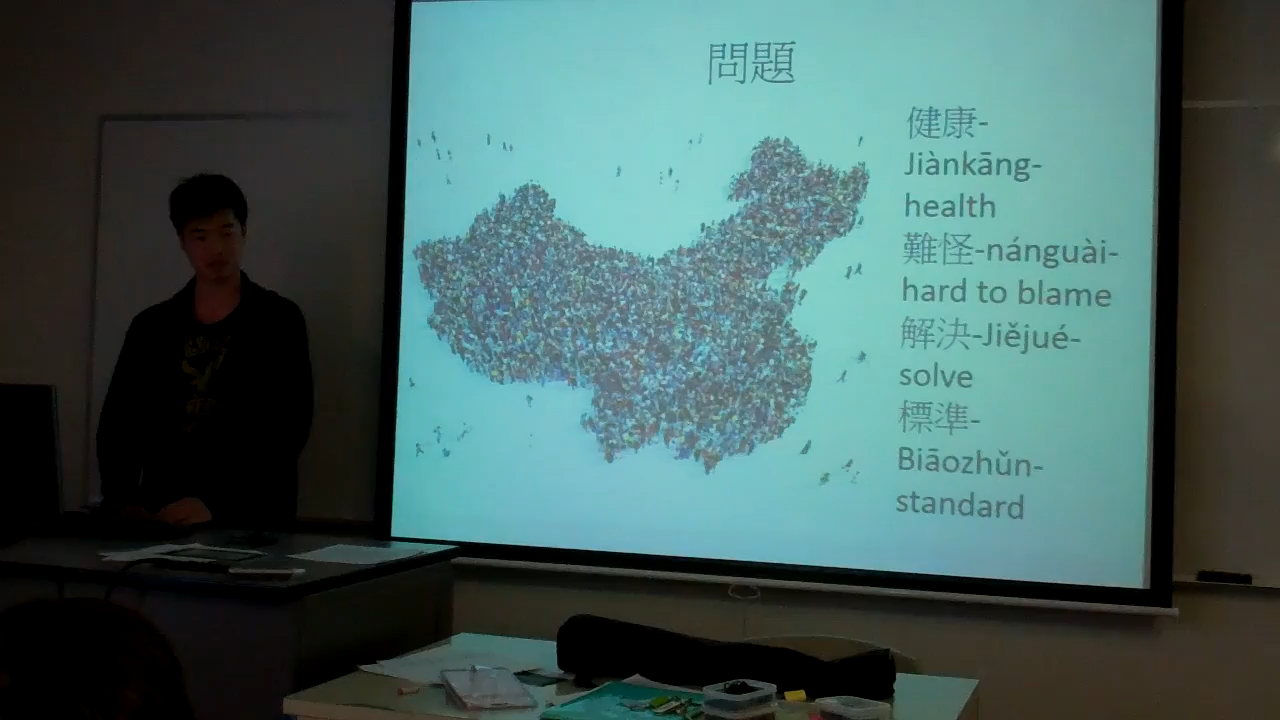 問題
健康-
Jiànkāng-
health
難怪-nánguài-
hard to blame
解決-Jiějué-
solve
標準-
Biāozhǔn-
standard